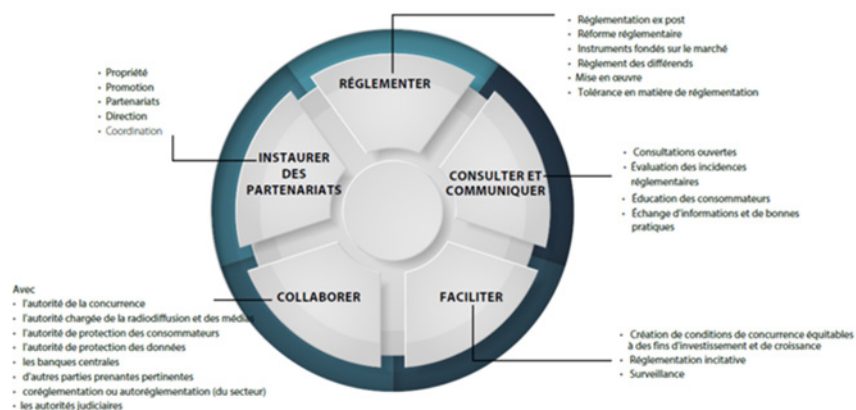 • Réglementation ex post
• Réforme réglementaire
• Instruments fondés sur le marché
• Règlement des différends
• Mise en œuvre
• Tolérance en matière de réglementation
RÉGLEMENTER
• Propriété
• Promotion
• Partenariats
• Direction
• Coordination
INSTAURER
DES
PARTENARIATS
CONSULTER ET
COMMUNIQUER
• Consultations ouvertes
• Évaluation des incidences
réglementaires
• Éducation des consommateurs
• Échange d'informations et de bonnes
pratiques
Avec
• l'autorité de la concurrence
• l'autorité chargée de la radiodiffusion et des médias
• l'autorité de protection des consommateurs
• l'autorité de protection des données
• les banques centrales
• d'autres parties prenantes pertinentes
• coréglementation ou autoréglementation (du secteur)
• les autorités judiciaires
COLLABORER
FACILITER
• Création de conditions de concurrence équitables
à des fins d'investissement et de croissance
• Réglementation incitative
• Surveillance